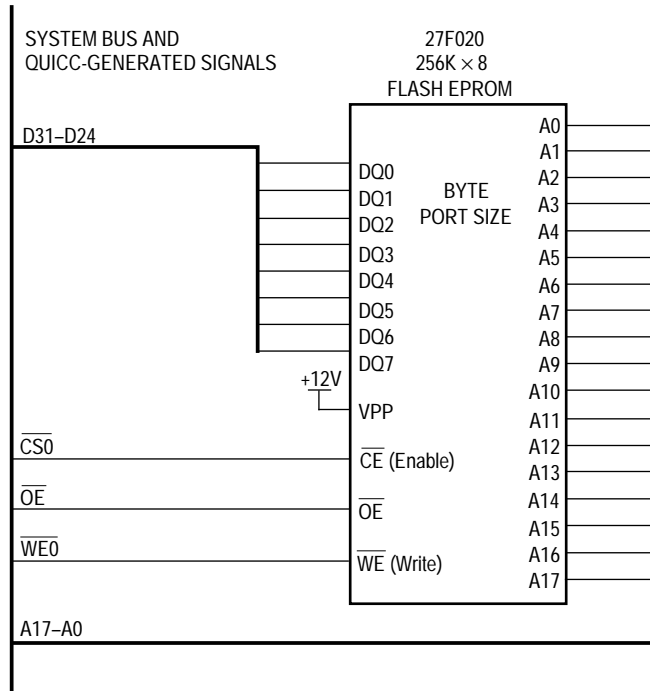 SYSTEM BUS AND
QUICC-GENERATED SIGNALS
27F020
256K × 8
FLASH EPROM
D31–D24
DQ0
DQ1
DQ2
DQ3
DQ4
DQ5
DQ6
DQ7
BYTE
PORT SIZE
A0
A1
A2
A3
A4
A5
A6
A7
A8
A9
A10
A11
A12
A13
A14
A15
A16
A17
+12V
VPP
CS0
CE (Enable)
OE
OE
WE0
WE (Write)
A17–A0